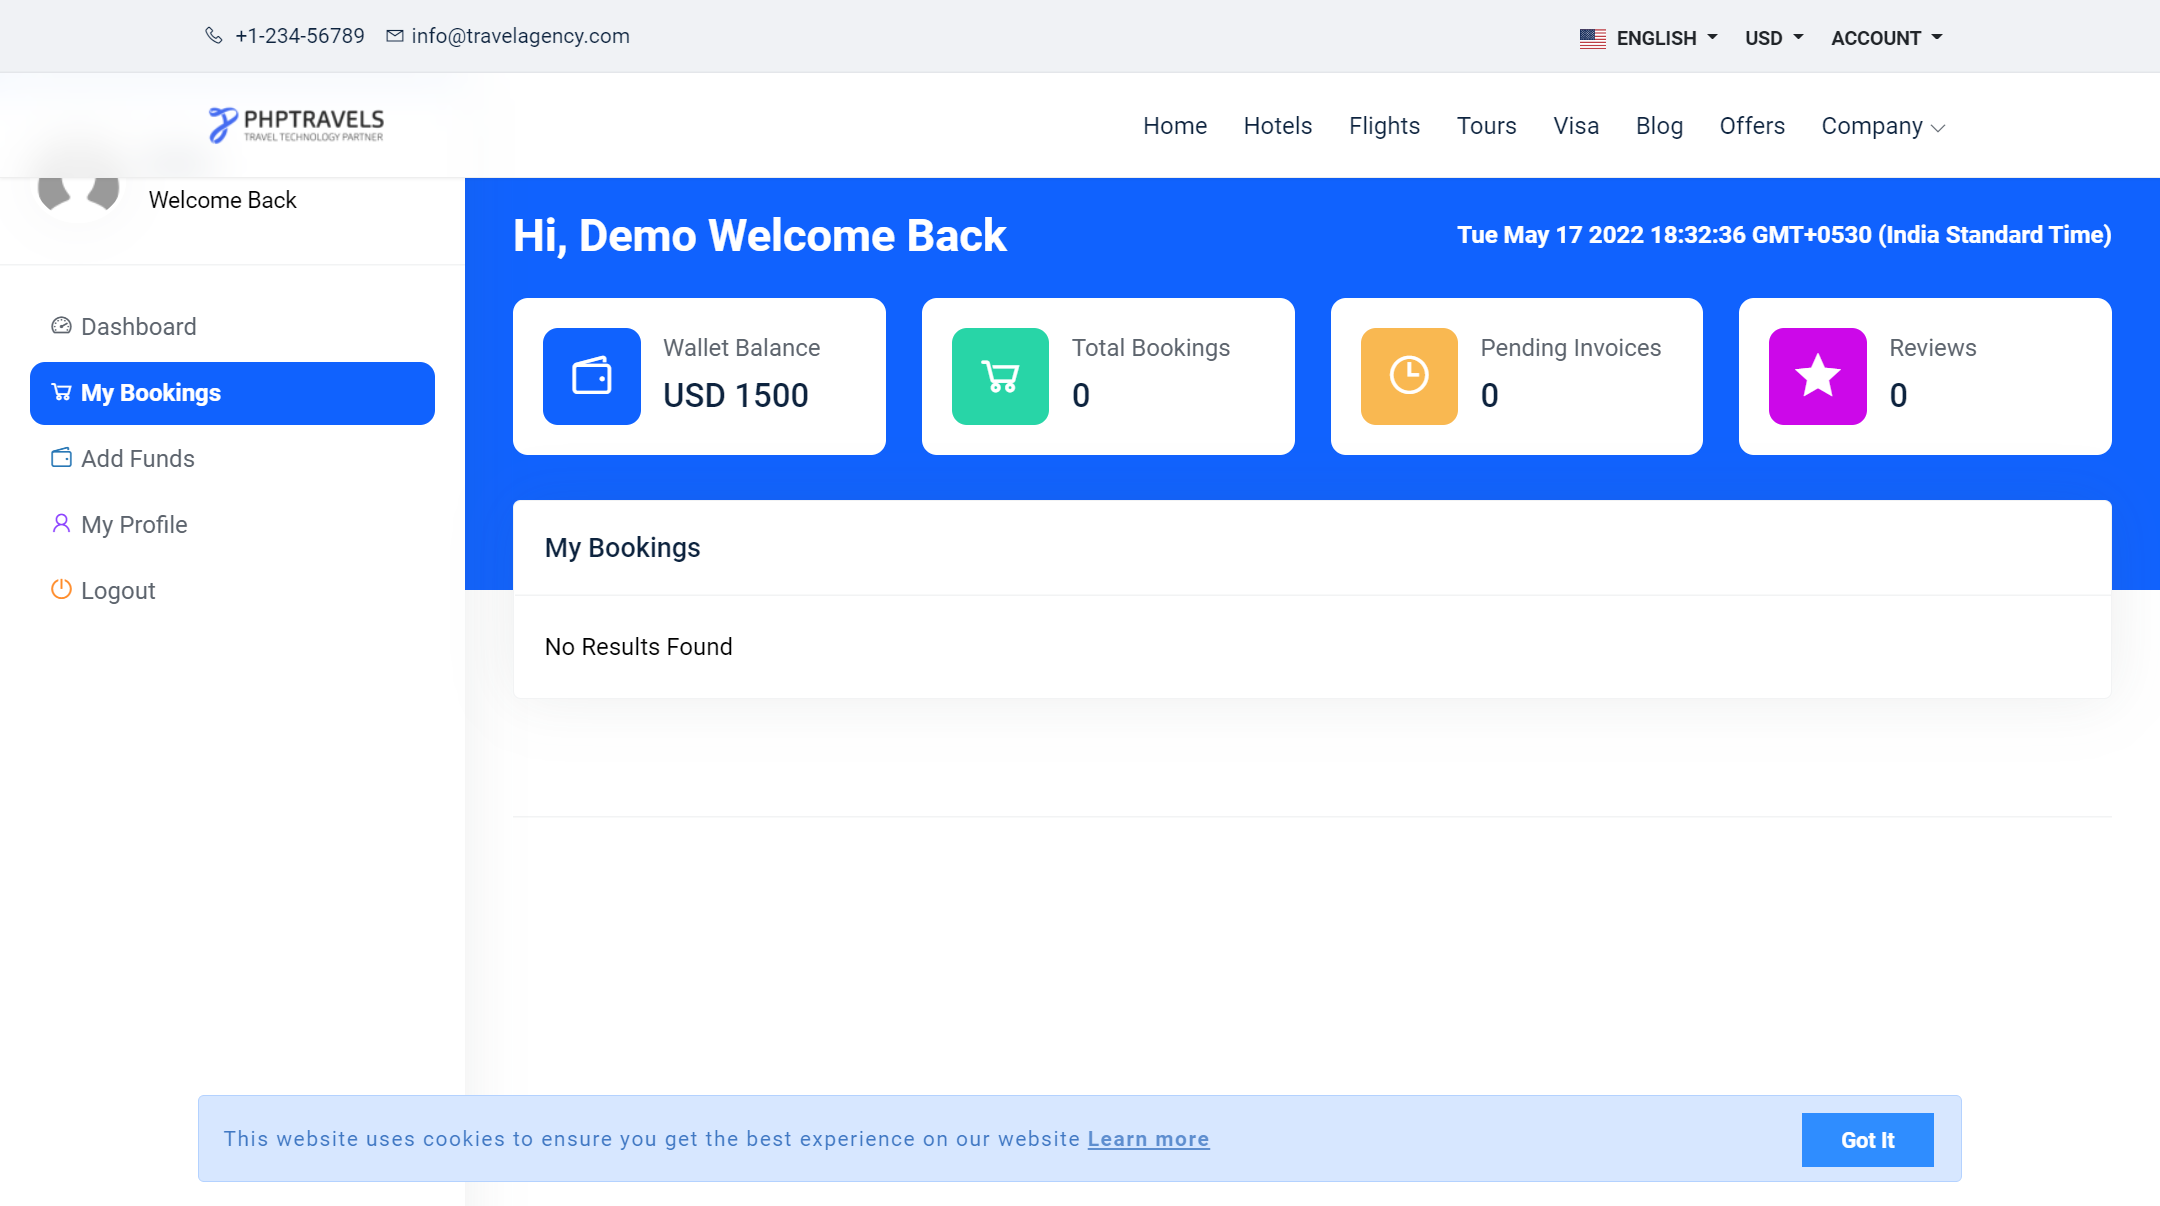 +1-234-56789 info@travelagency.com ENGLISH USD ACCOUNT
PHPTRAVELS
TRAVEL TECHNOLOGY PARTNER
Home Hotels Flights Tours Visa Blog Offers Company
Welcome Back
Dashboard
My Bookings
Add Funds
My Profile
Logout
Hi, Demo Welcome Back
Tue May 17 2022 18:32:36 GMT+0530 (India Standard Time)
Wallet Balance
USD 1500
Total Bookings
0
Pending Invoices
0
Reviews
0
My Bookings
No Results Found
This website uses cookies to ensure you get the best experience on our website Learn more
Got It